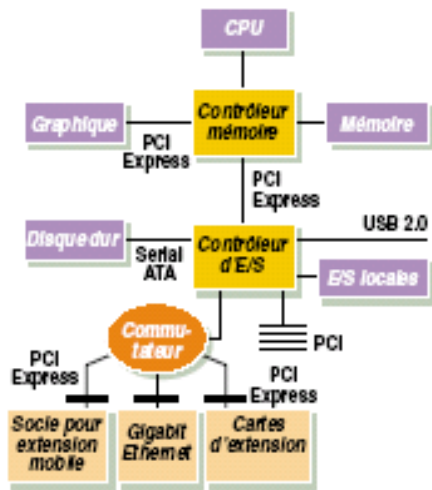 CPU
Graphique
Contrôleur
mémoire
Mémoire
PCI
Express
PCI
Express
USB 2.0
Disque dur
Serial
ATA
Contrôleur
d'E/S
E/S locales
Commu-
tateur
PCI
PCI
Express
PCI
Express
Socle pour
extension
mobile
Gigabit
Ethernet
Cartes
d'extension